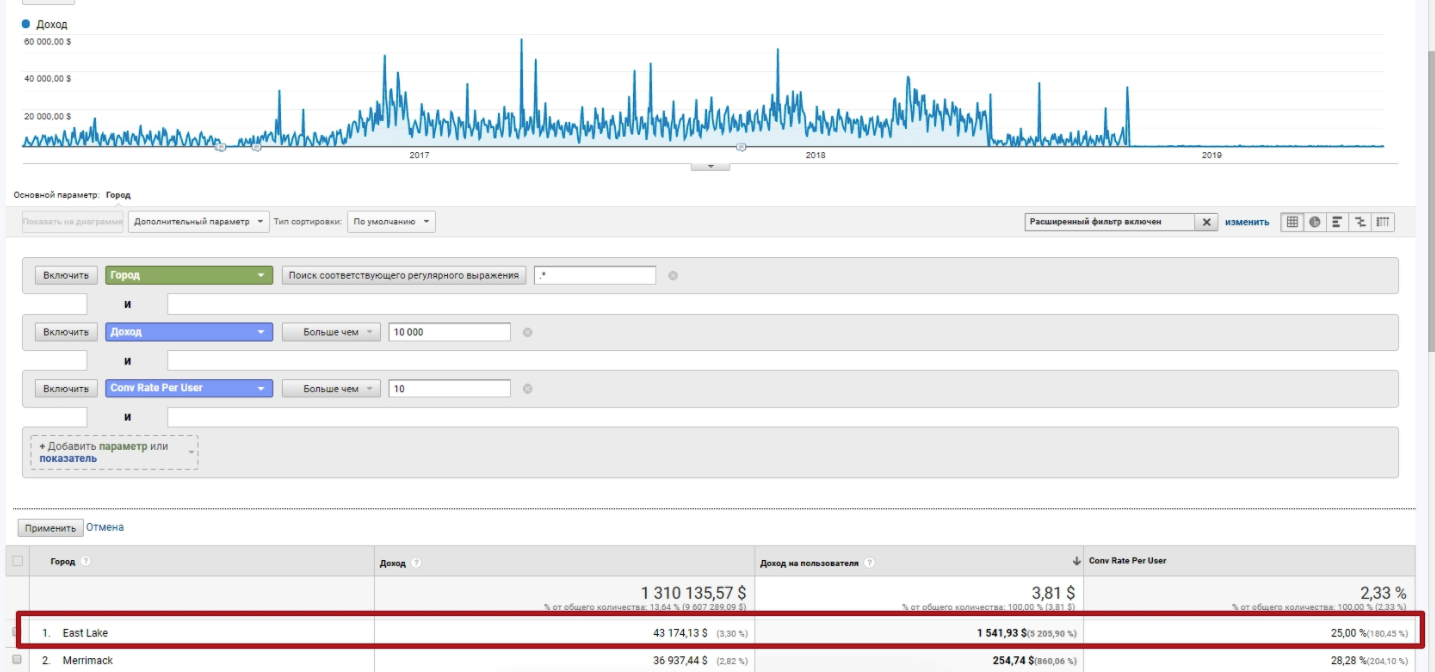 Доход
60 000,00 $
40 000,00 $
20 000,00 $
2017 2018 2019
Основной параметр: Город
Показать на диаграмме Дополнительный параметр Тип сортировки: По умолчанию Расширенный фильтр включен изменить
Включить Город Поиск соответствующего регулярного выражения .*
и
Включить Доход Больше чем 10 000
и
Включить Conv Rate Per User Больше чем 10
и
+ Добавить параметр или
показатель
Применить Отмена
Город ? Доход ? Доход на пользователя ? Conv Rate Per User
1 310 135,57 $ 3,81 $ 2,33 %
% от общего количества: 13,64 % (9 607 289,09 $) % от общего количества: 100,00 % (3,81 $) % от общего количества: 100,00 % (2,33 %)
1. East Lake 43 174,13 $ (3,30 %) 1 541,93 $(5 205,90 %) 25,00 %(180,45 %)
2. Merrimack 36 937,44 $ (2,82 %) 254,74 $(860,06 %) 28,28 %(204,10 %)